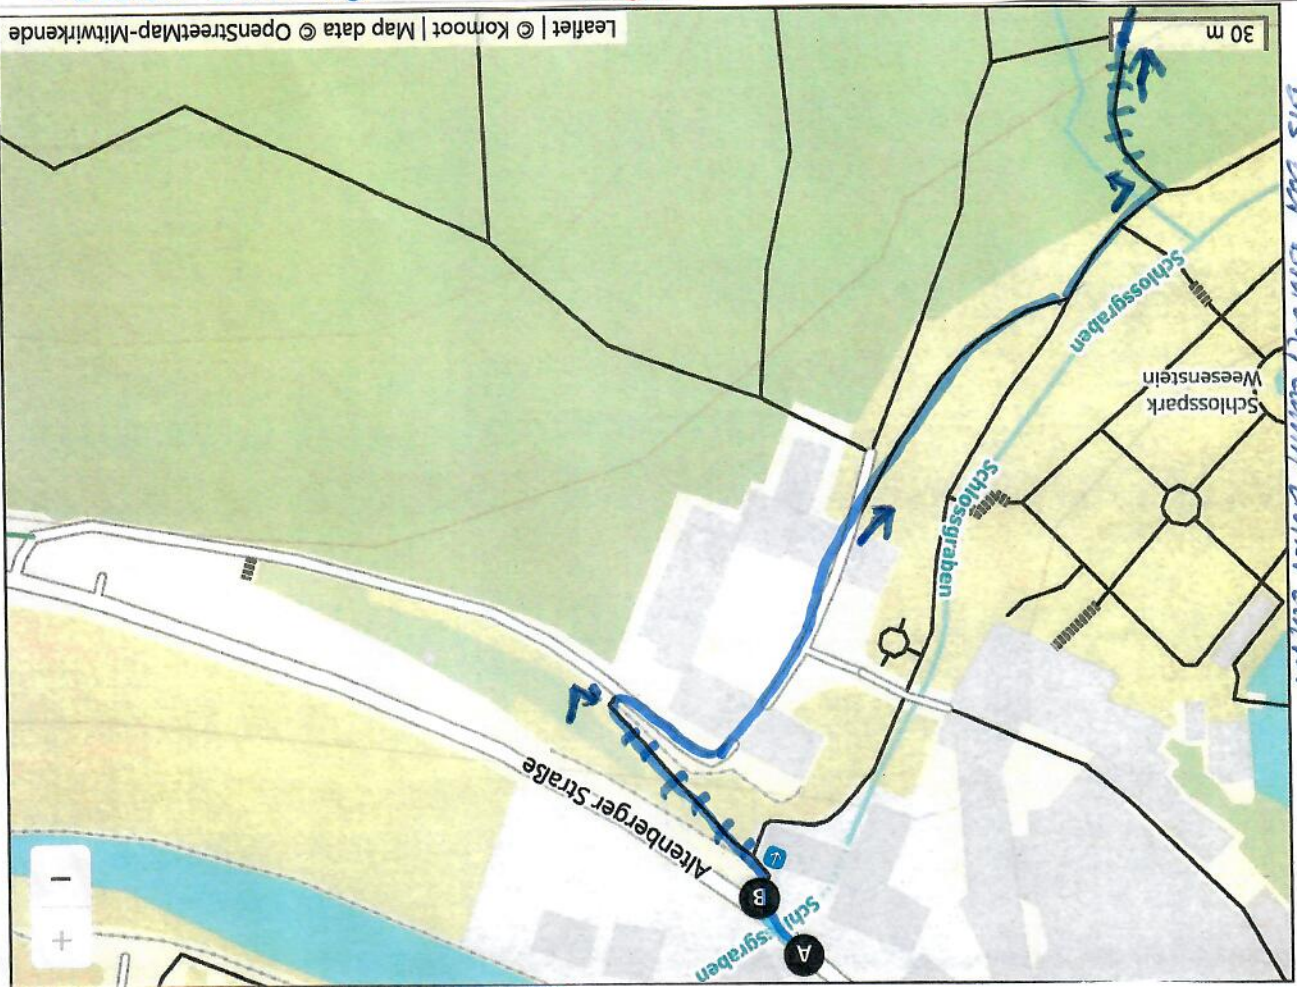 A
Schlossgraben
B
Altenberger Straße
Schlossgraben
Schlosspark
Weesenstein
Schlossgraben
30 m
Leaflet | © Komoot | Map data © OpenStreetMap-Mitwirkende
+
−